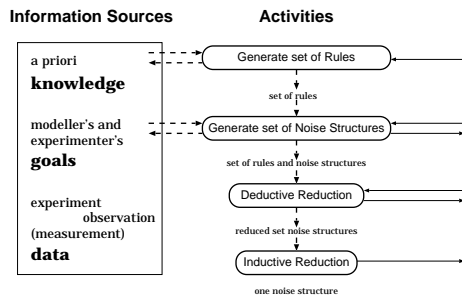 Information Sources
Activities
a priori
knowledge
modeller's and
experimenter's
goals
experiment
observation
(measurement)
data
Generate set of Rules
set of rules
Generate set of Noise Structures
set of rules and noise structures
Deductive Reduction
reduced set noise structures
Inductive Reduction
one noise structure